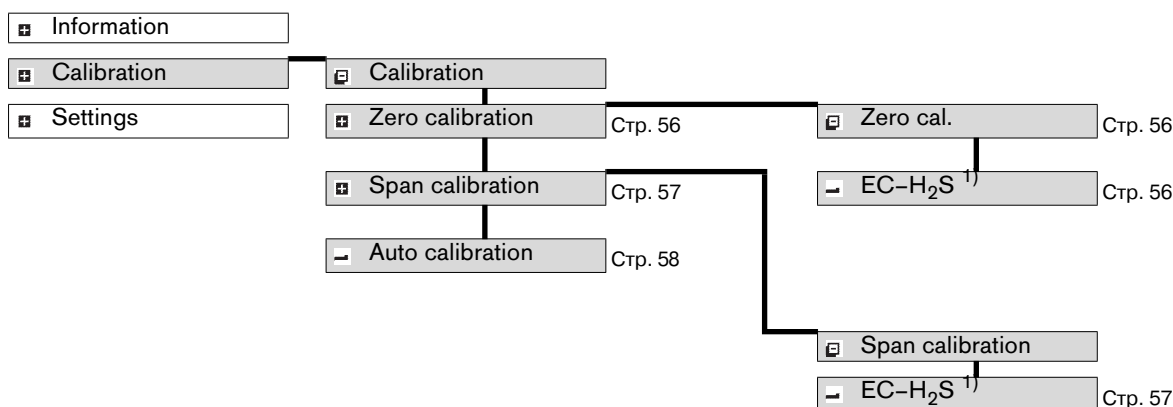 Information
Calibration
Calibration
Settings
Zero calibration
Стр. 56
Zero cal.
Стр. 56
Span calibration
Стр. 57
EC–H₂S ¹⁾
Стр. 56
Auto calibration
Стр. 58
Span calibration
EC–H₂S ¹⁾
Стр. 57